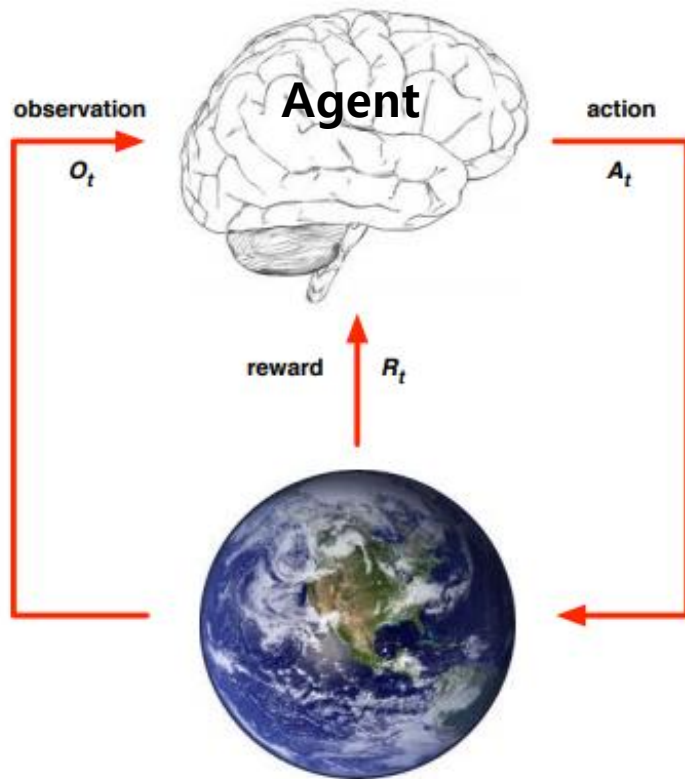 Agent
observation
O_t
action
A_t
reward
R_t